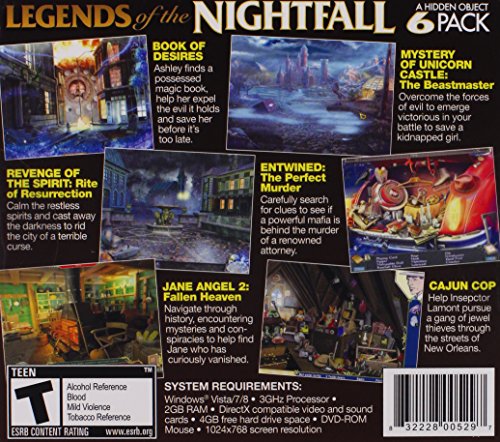 LEGENDS of the NIGHTFALL
A HIDDEN OBJECT
6 PACK
BOOK OF
DESIRES
Ashley finds a
possessed
magic book,
help her expel
the evil it holds
and save her
before it's
too late.
MYSTERY
OF UNICORN
CASTLE:
The Beastmaster
Overcome the forces
of evil to emerge
victorious in your
battle to save a
kidnapped girl.
REVENGE OF
THE SPIRIT: Rite
of Resurrection
Calm the restless
spirits and cast away
the darkness to rid
the city of a terrible
curse.
ENTWINED:
The Perfect
Murder
Carefully search
for clues to see if
a powerful mafia is
behind the murder
of a renowned
attorney.
JANE ANGEL 2:
Fallen Heaven
Navigate through
history, encountering
mysteries and con-
spiracies to help find
Jane who has
curiously vanished.
CAJUN COP
Help Insepctor
Lamont pursue
a gang of jewel
thieves through
the streets of
New Orleans.
TEEN
T
Alcohol Reference
Blood
Mild Violence
Tobacco Reference
ESRB CONTENT RATING www.esrb.org
SYSTEM REQUIREMENTS:
Windows® Vista/7/8 • 3GHz Processor •
2GB RAM • DirectX compatible video and sound
cards • 4GB free hard drive space • DVD-ROM
Mouse • 1024x768 screen resolution
8 32228 00529 7